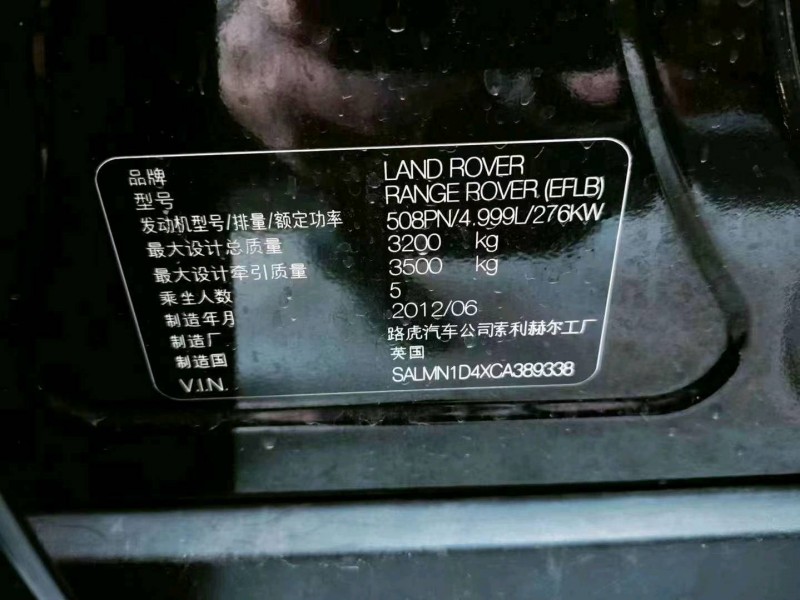 品牌 LAND ROVER
型号 RANGE ROVER (EFLB)
发动机型号/排量/额定功率 508PN/4.999L/276KW
最大设计总质量 3200 kg
最大设计牵引质量 3500 kg
乘坐人数 5
制造年月 2012/06
制造厂 路虎汽车公司索利赫尔工厂
制造国 英国
V.I.N. SALMN1D4XCA389338